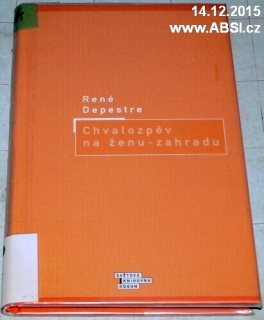 14.12.2015
www.ABSI.cz
René
Depestre
Chvalozpěv
na ženu-zahradu
SVĚTOVÁ
KNIHOVNA
ODEON